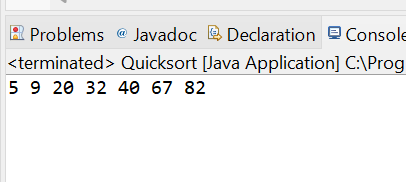 Problems Javadoc Declaration Console
<terminated> Quicksort [Java Application] C:\Prog
5 9 20 32 40 67 82